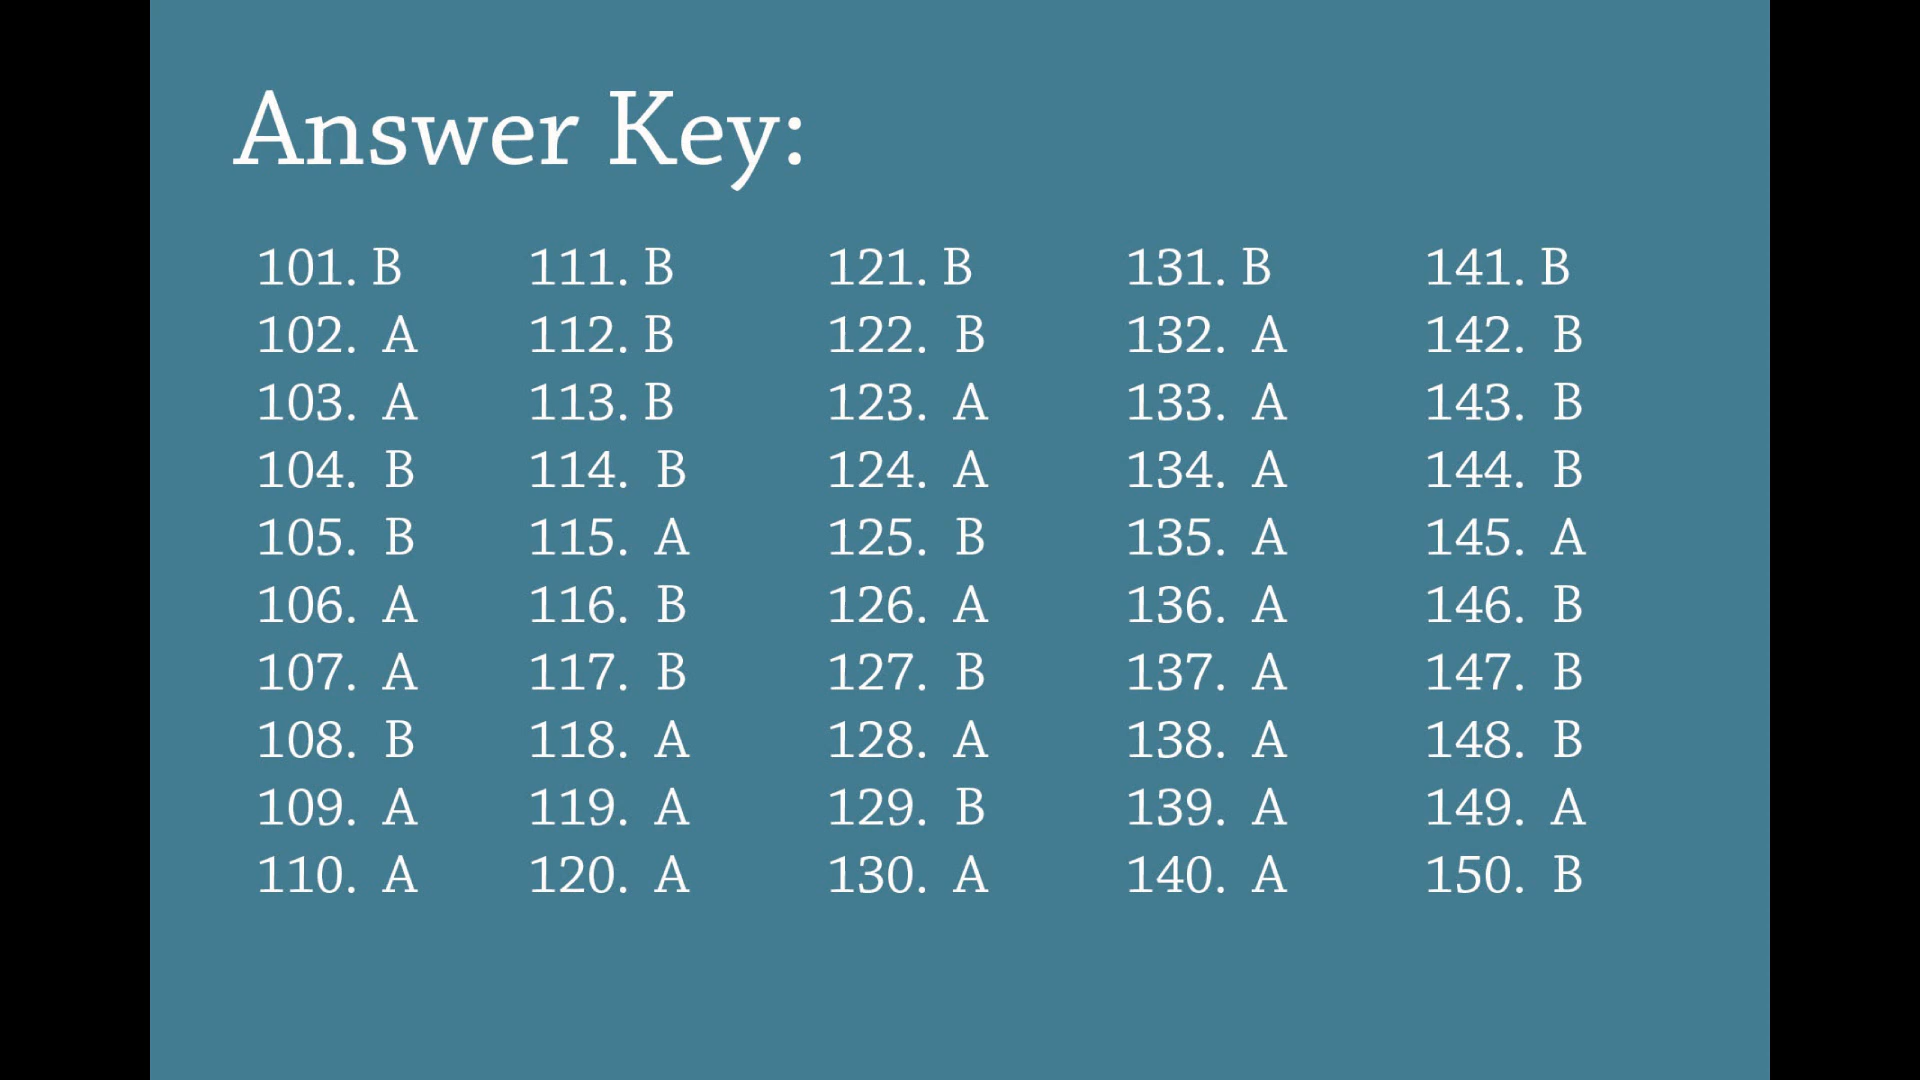 Answer Key:
101. B
102. A
103. A
104. B
105. B
106. A
107. A
108. B
109. A
110. A
111. B
112. B
113. B
114. B
115. A
116. B
117. B
118. A
119. A
120. A
121. B
122. B
123. A
124. A
125. B
126. A
127. B
128. A
129. B
130. A
131. B
132. A
133. A
134. A
135. A
136. A
137. A
138. A
139. A
140. A
141. B
142. B
143. B
144. B
145. A
146. B
147. B
148. B
149. A
150. B